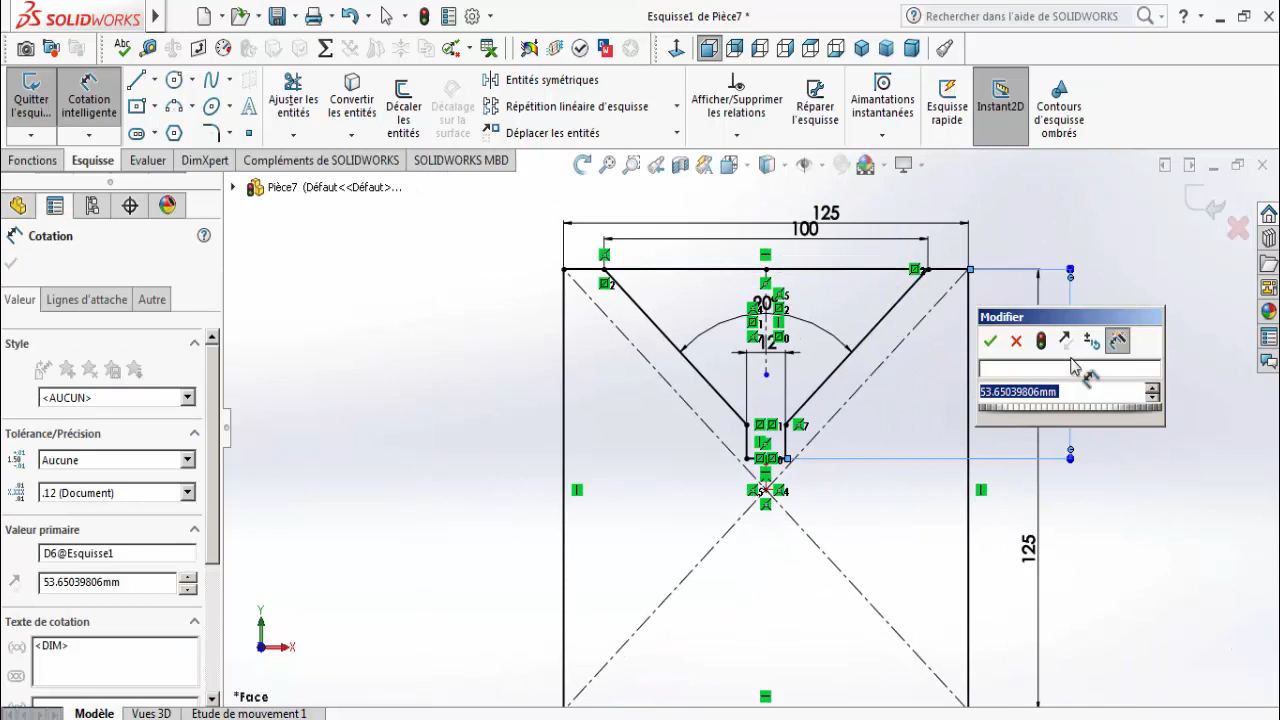 SOLIDWORKS
Esquisse1 de Pièce7 *
Rechercher dans l'aide de SOLIDWORKS
Quitter l'esqui...
Cotation intelligente
Ajuster les entités
Convertir les entités
Décaler les entités
Décalage sur la surface
Entités symétriques
Répétition linéaire d'esquisse
Déplacer les entités
Afficher/Supprimer les relations
Réparer l'esquisse
Aimantations instantanées
Esquisse rapide
Instant2D
Contours d'esquisse ombrés
Fonctions
Esquisse
Evaluer
DimXpert
Compléments de SOLIDWORKS
SOLIDWORKS MBD
Pièce7 (Défaut<<Défaut>...
Cotation
Valeur
Lignes d'attache
Autre
Style
<AUCUN>
Tolérance/Précision
Aucune
.12 (Document)
Valeur primaire
D6@Esquisse1
53.65039806mm
Texte de cotation
<DIM>
125
100
12
Modifier
53.65039806mm
125
Y
X
*Face
Modèle
Vues 3D
Etude de mouvement 1